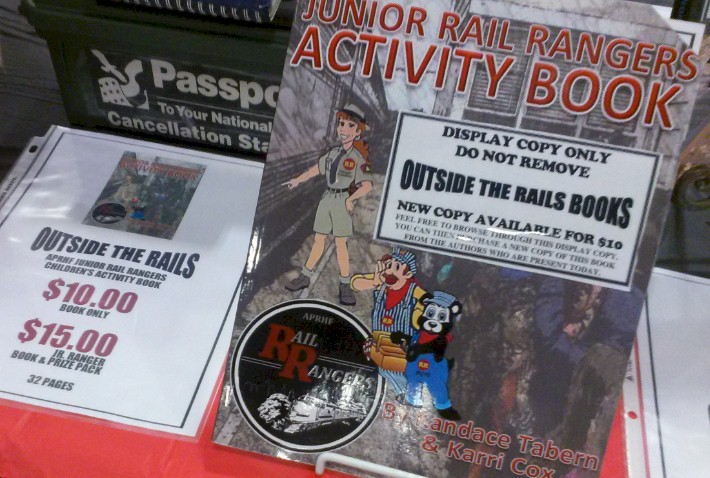 JUNIOR RAIL RANGERS
ACTIVITY BOOK
DISPLAY COPY ONLY
DO NOT REMOVE
OUTSIDE THE RAILS BOOKS
NEW COPY AVAILABLE FOR $10
FEEL FREE TO BROWSE THROUGH THIS DISPLAY COPY.
YOU CAN THEN PURCHASE A NEW COPY OF THIS BOOK
FROM THE AUTHORS WHO ARE PRESENT TODAY.
APRHF
RAIL
RANGERS
By Candace Tabern
& Karri Cox
Passpo
To Your National
Cancellation Sta
ACTIVITY BOOK
OUTSIDE THE RAILS
APRHF JUNIOR RAIL RANGERS
CHILDREN'S ACTIVITY BOOK
$10.00
BOOK ONLY
$15.00
JR. RANGER
BOOK & PRIZE PACK
32 PAGES